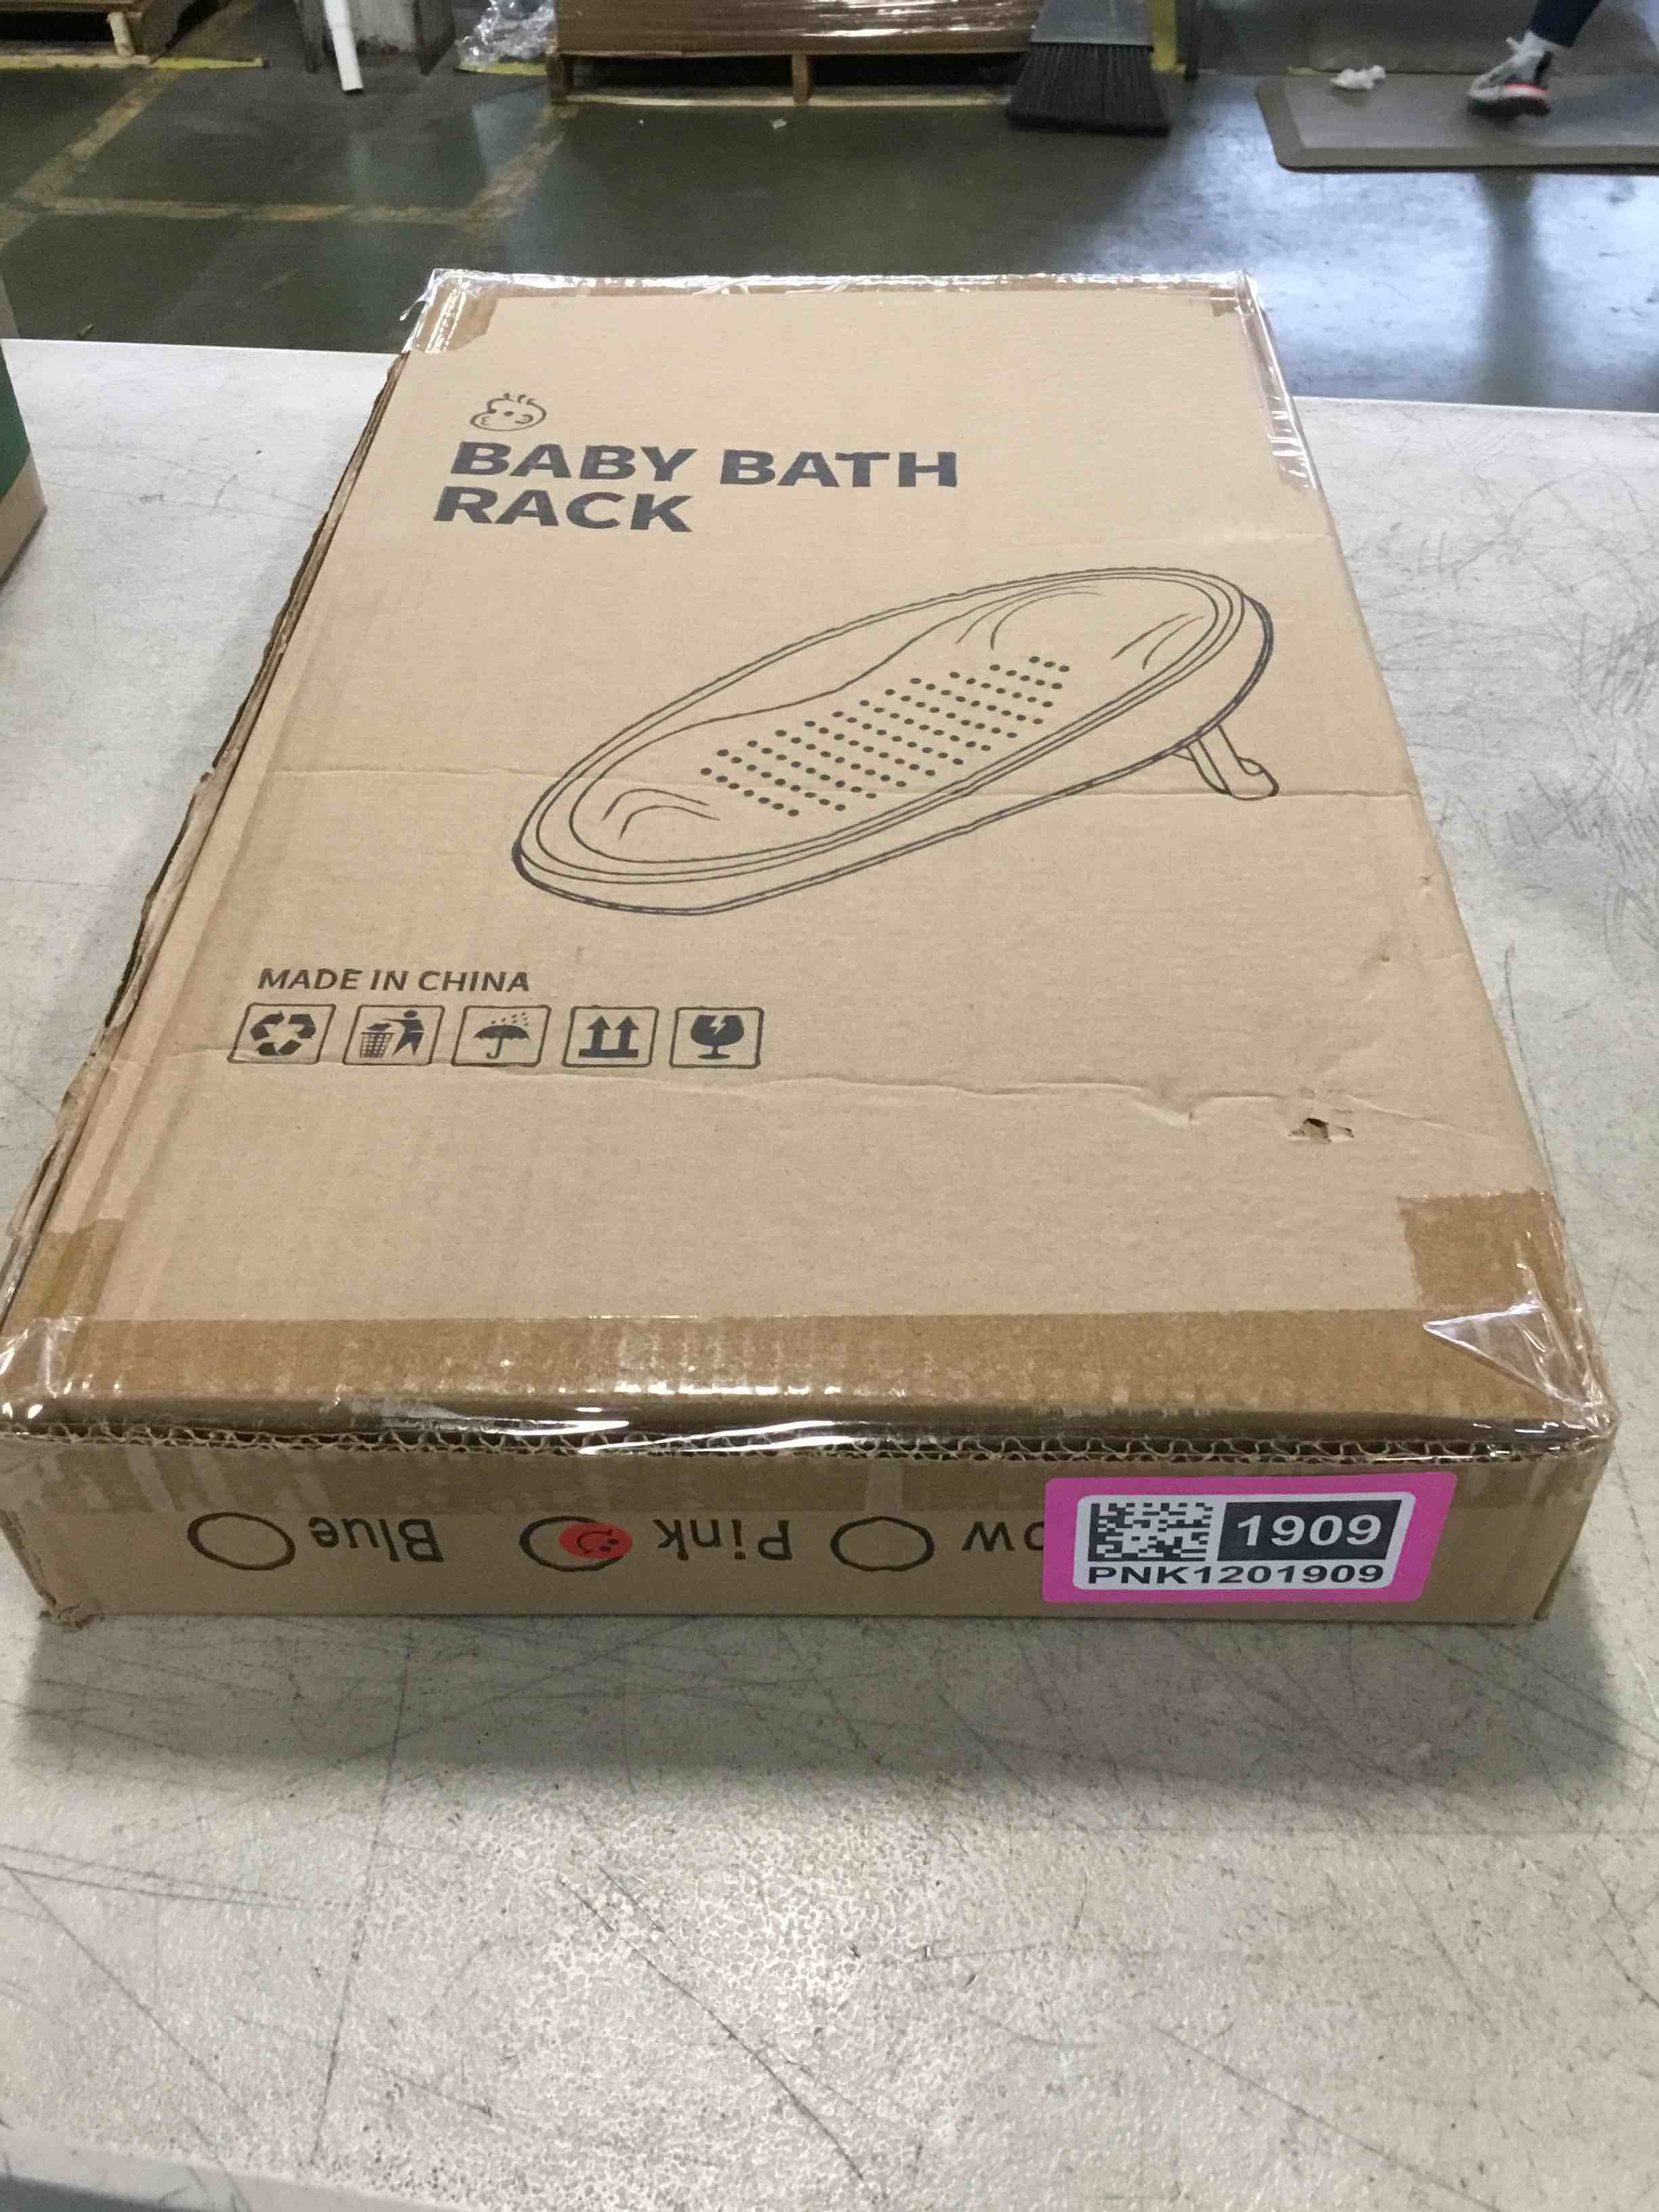 BABY BATH
RACK
MADE IN CHINA
Blue
Pink
ow
1909
PNK1201909